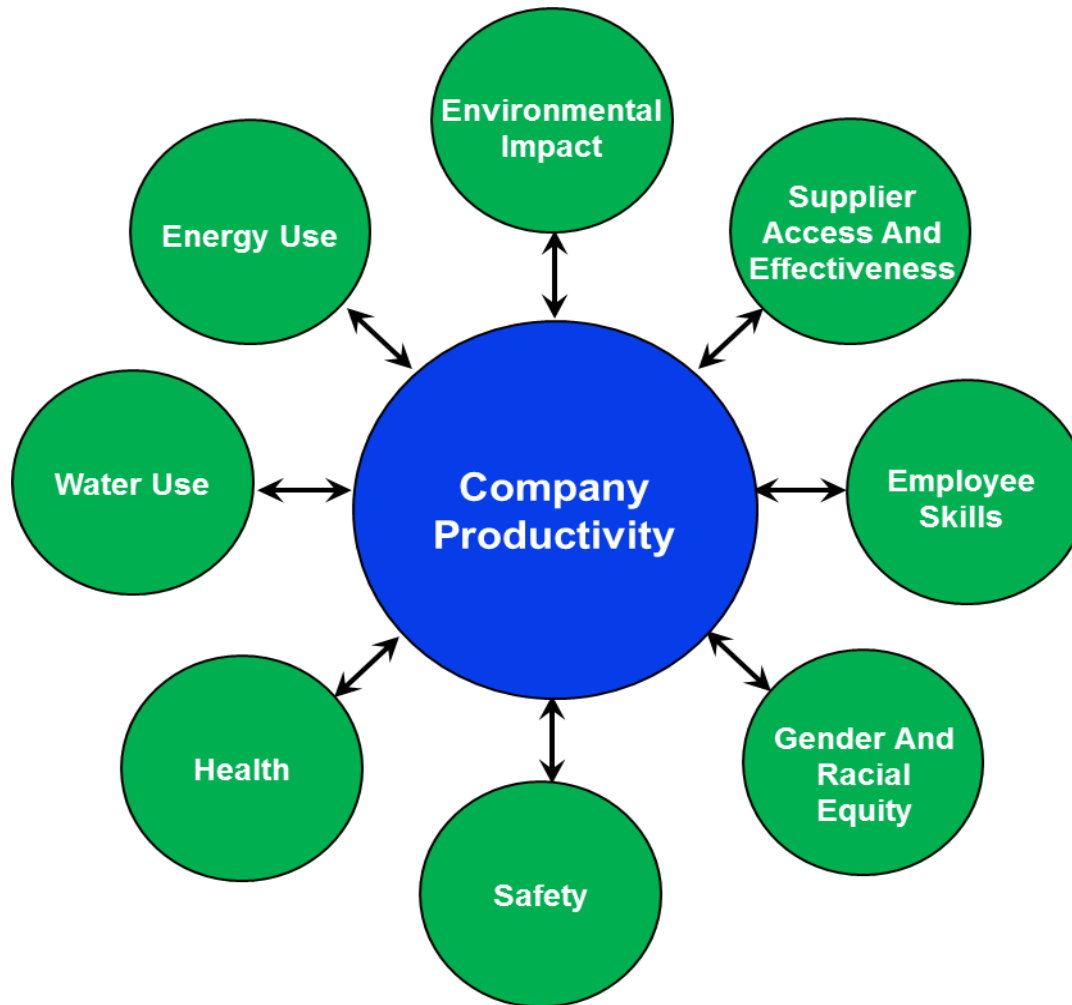 Environmental
Impact
Supplier
Access And
Effectiveness
Energy Use
Water Use
Company
Productivity
Employee
Skills
Health
Gender And
Racial
Equity
Safety